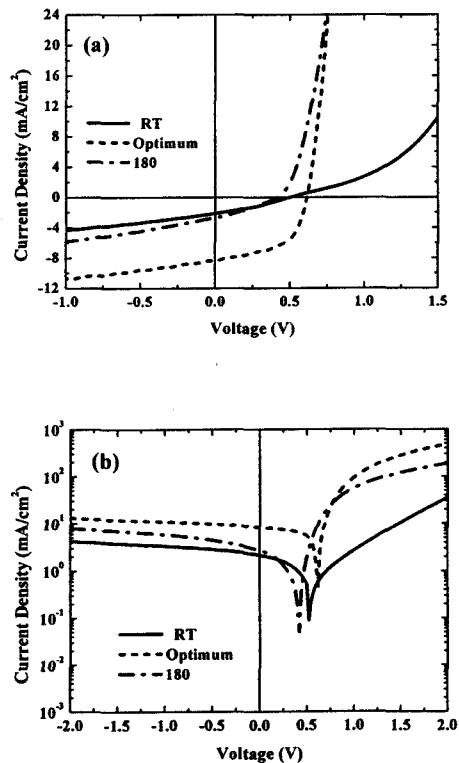 (a)
24
20
16
12
8
4
0
-4
-8
-12
RT
Optimum
180
Current Density (mA/cm²)
-1.0 -0.5 0.0 0.5 1.0 1.5
Voltage (V)
(b)
10³
10²
10¹
10⁰
10⁻¹
10⁻²
10⁻³
RT
Optimum
180
Current Density (mA/cm²)
-2.0 -1.5 -1.0 -0.5 0.0 0.5 1.0 1.5 2.0
Voltage (V)